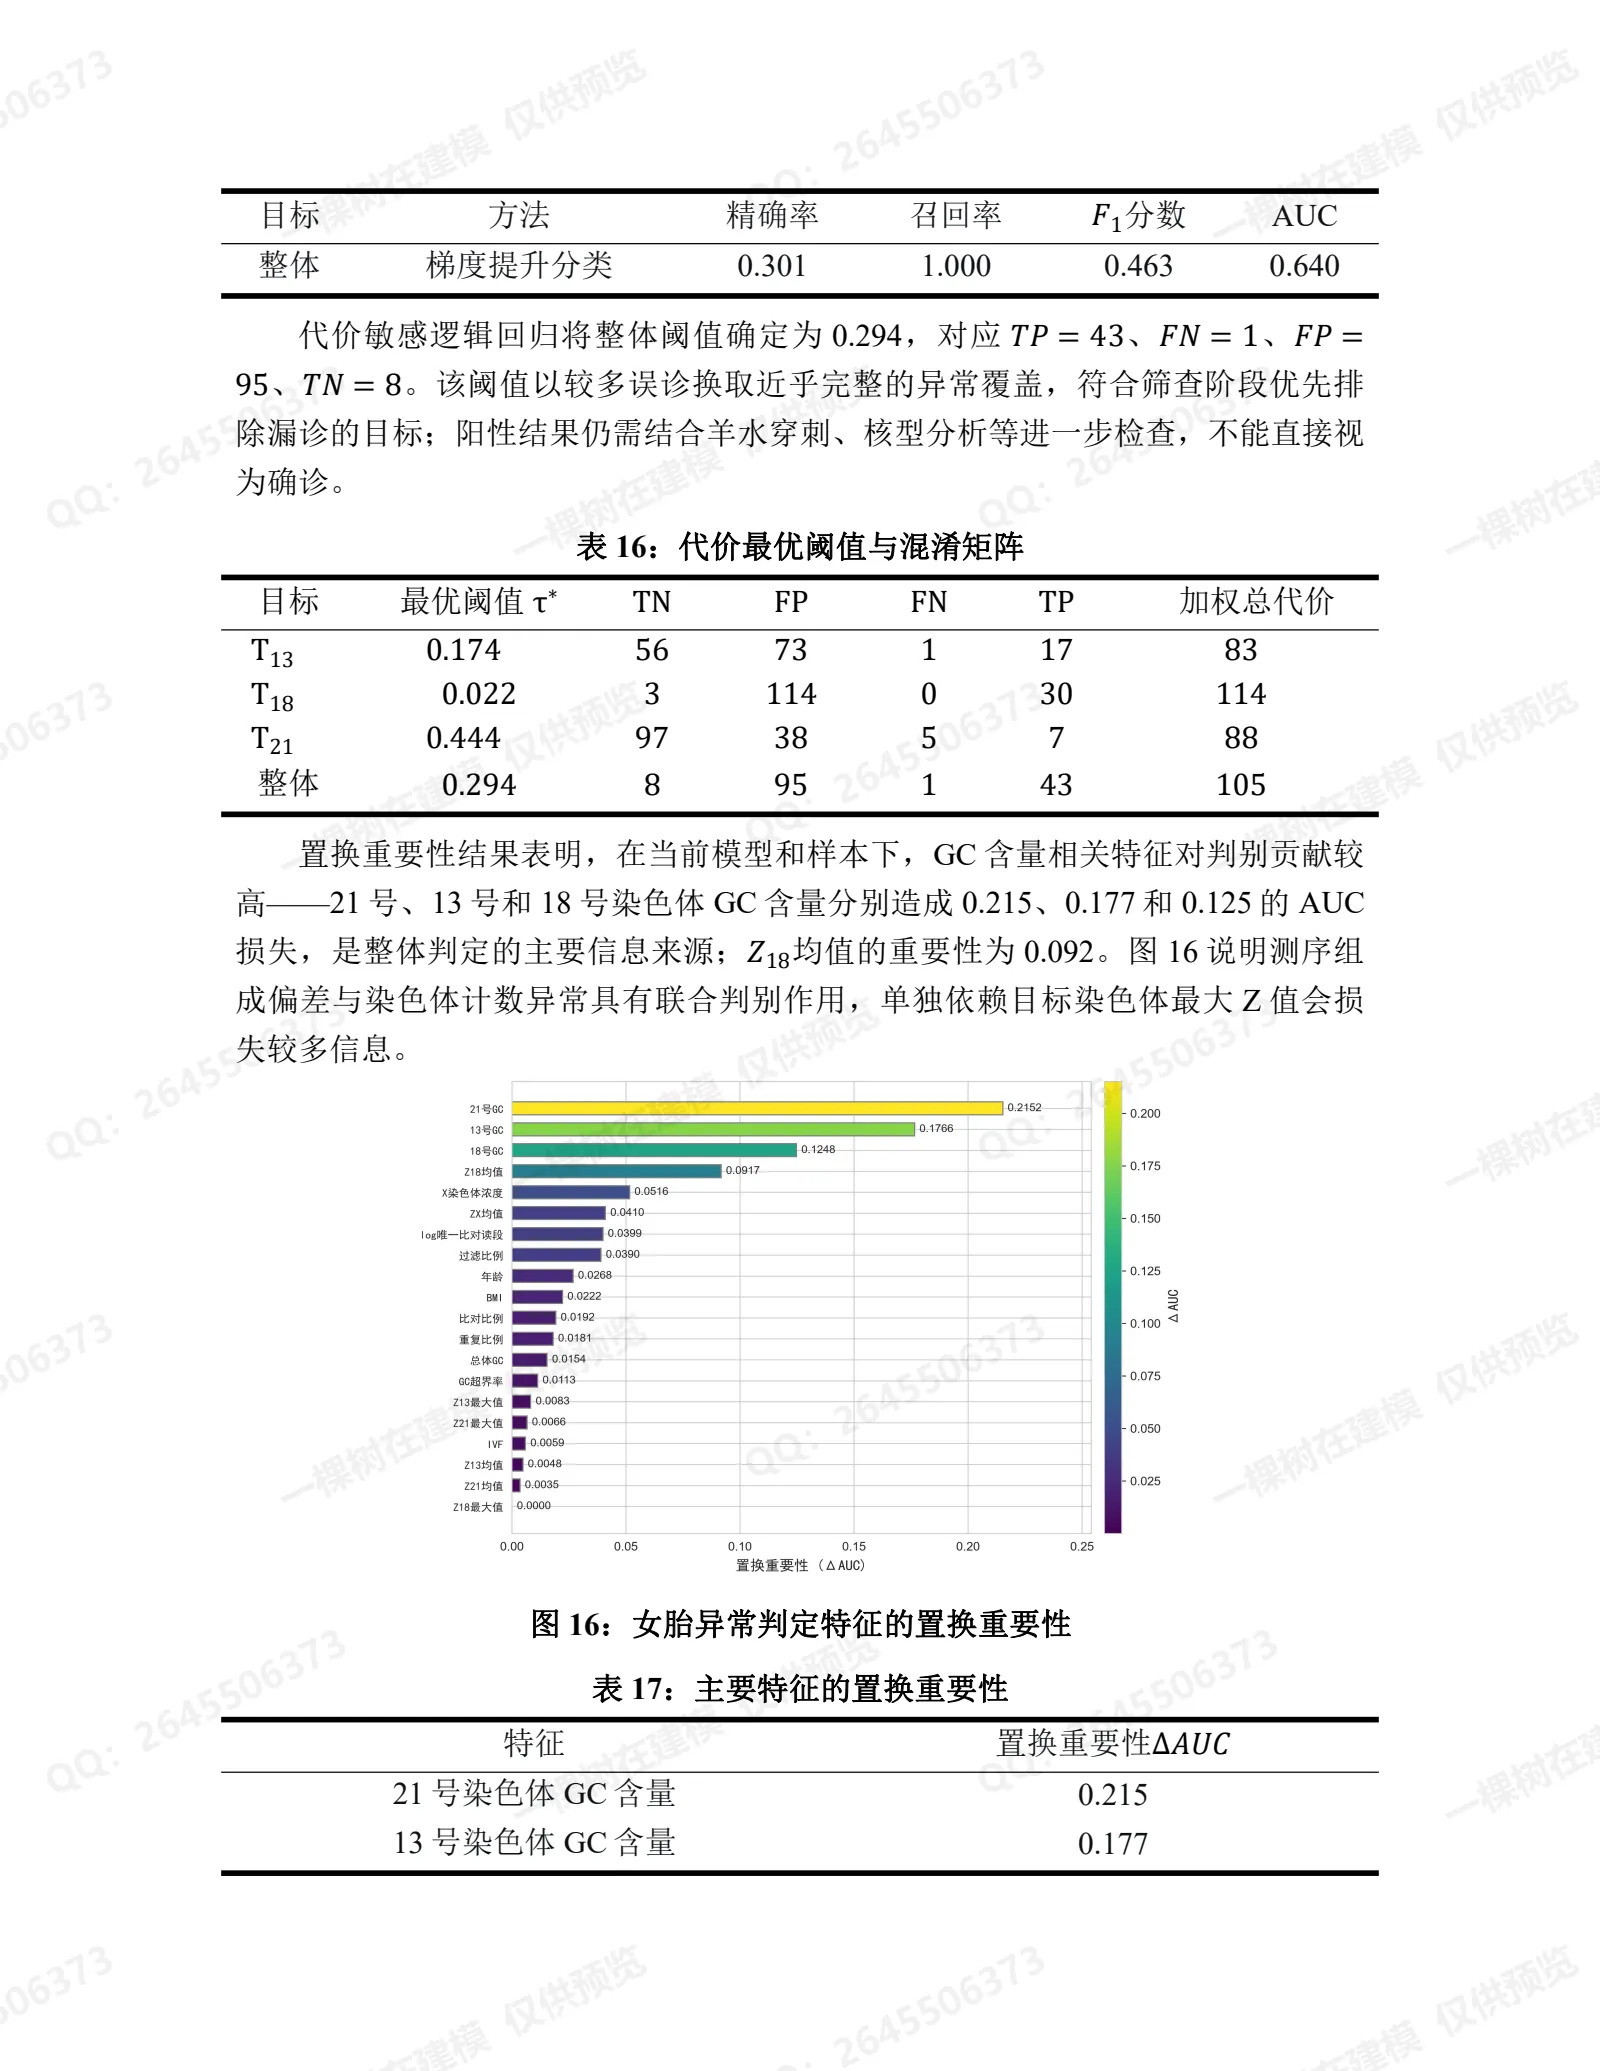 目标 方法 精确率 召回率 F₁分数 AUC
整体 梯度提升分类 0.301 1.000 0.463 0.640
代价敏感逻辑回归将整体阈值确定为 0.294，对应 TP = 43、FN = 1、FP =
95、TN = 8。该阈值以较多误诊换取近乎完整的异常覆盖，符合筛查阶段优先排
除漏诊的目标；阳性结果仍需结合羊水穿刺、核型分析等进一步检查，不能直接视
为确诊。
表 16：代价最优阈值与混淆矩阵
目标 最优阈值 τ* TN FP FN TP 加权总代价
T₁₃ 0.174 56 73 1 17 83
T₁₈ 0.022 3 114 0 30 114
T₂₁ 0.444 97 38 5 7 88
整体 0.294 8 95 1 43 105
置换重要性结果表明，在当前模型和样本下，GC 含量相关特征对判别贡献较
高——21 号、13 号和 18 号染色体 GC 含量分别造成 0.215、0.177 和 0.125 的 AUC
损失，是整体判定的主要信息来源；Z₁₈均值的重要性为 0.092。图 16 说明测序组
成偏差与染色体计数异常具有联合判别作用，单独依赖目标染色体最大 Z 值会损
失较多信息。
21号GC 0.2152
13号GC 0.1766
18号GC 0.1248
Z18均值 0.0917
X染色体浓度 0.0516
ZX均值 0.0410
log唯一比对读段 0.0399
过滤比例 0.0390
年龄 0.0268
BMI 0.0222
比对比例 0.0192
重复比例 0.0181
总体GC 0.0154
GC超界率 0.0113
Z13最大值 0.0083
Z21最大值 0.0066
IVF 0.0059
Z13均值 0.0048
Z21均值 0.0035
Z18最大值 0.0000
0.00 0.05 0.10 0.15 0.20 0.25
置换重要性 (ΔAUC)
0.200
0.175
0.150
0.125
0.100
0.075
0.050
0.025
ΔAUC
图 16：女胎异常判定特征的置换重要性
表 17：主要特征的置换重要性
特征 置换重要性ΔAUC
21 号染色体 GC 含量 0.215
13 号染色体 GC 含量 0.177
一棵树在建模 仅供预览
QQ：2645506373